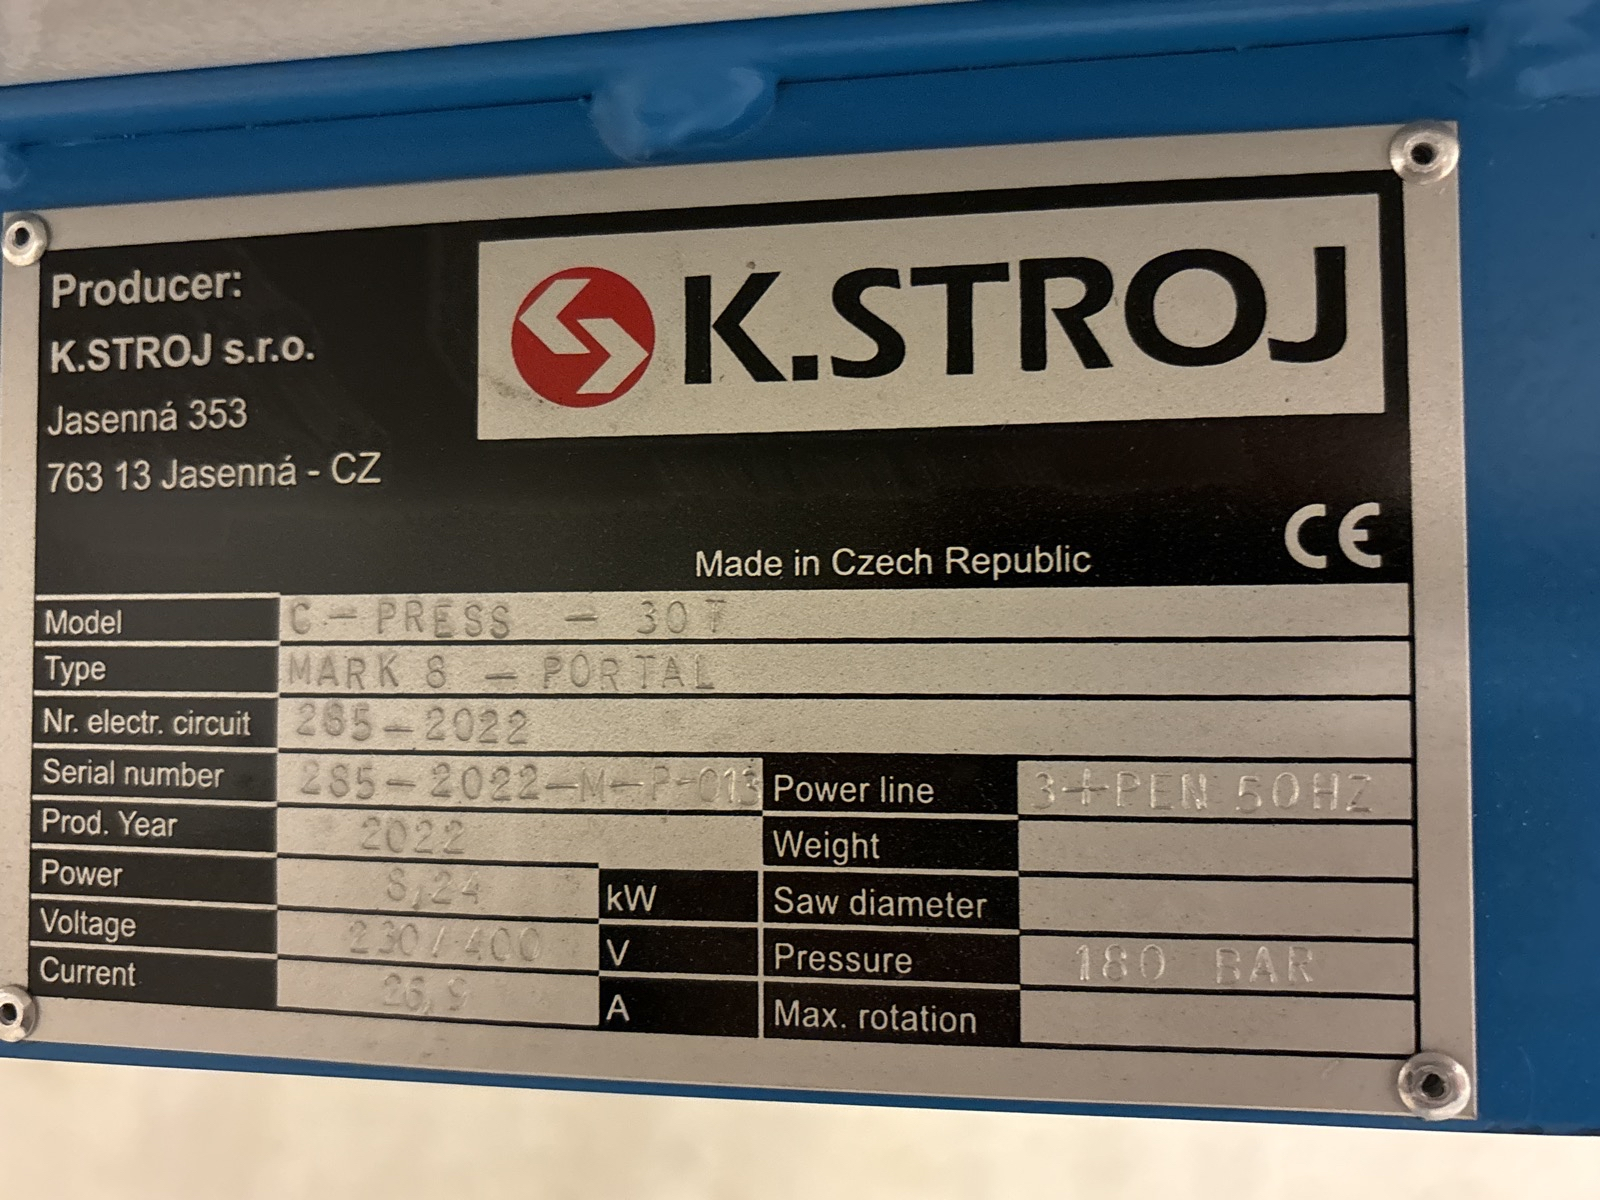 Producer:
K.STROJ s.r.o.
Jasenná 353
763 13 Jasenná - CZ
K.STROJ
Made in Czech Republic
CE
Model C - PRESS - 30T
Type MARK 8 - PORTAL
Nr. electr. circuit 285-2022
Serial number 285-2022-M-P-013
Power line 3+PEN 50HZ
Prod. Year 2022
Weight
Power 8,24 kW
Saw diameter
Voltage 230/400 V
Pressure 180 BAR
Current 26,9 A
Max. rotation